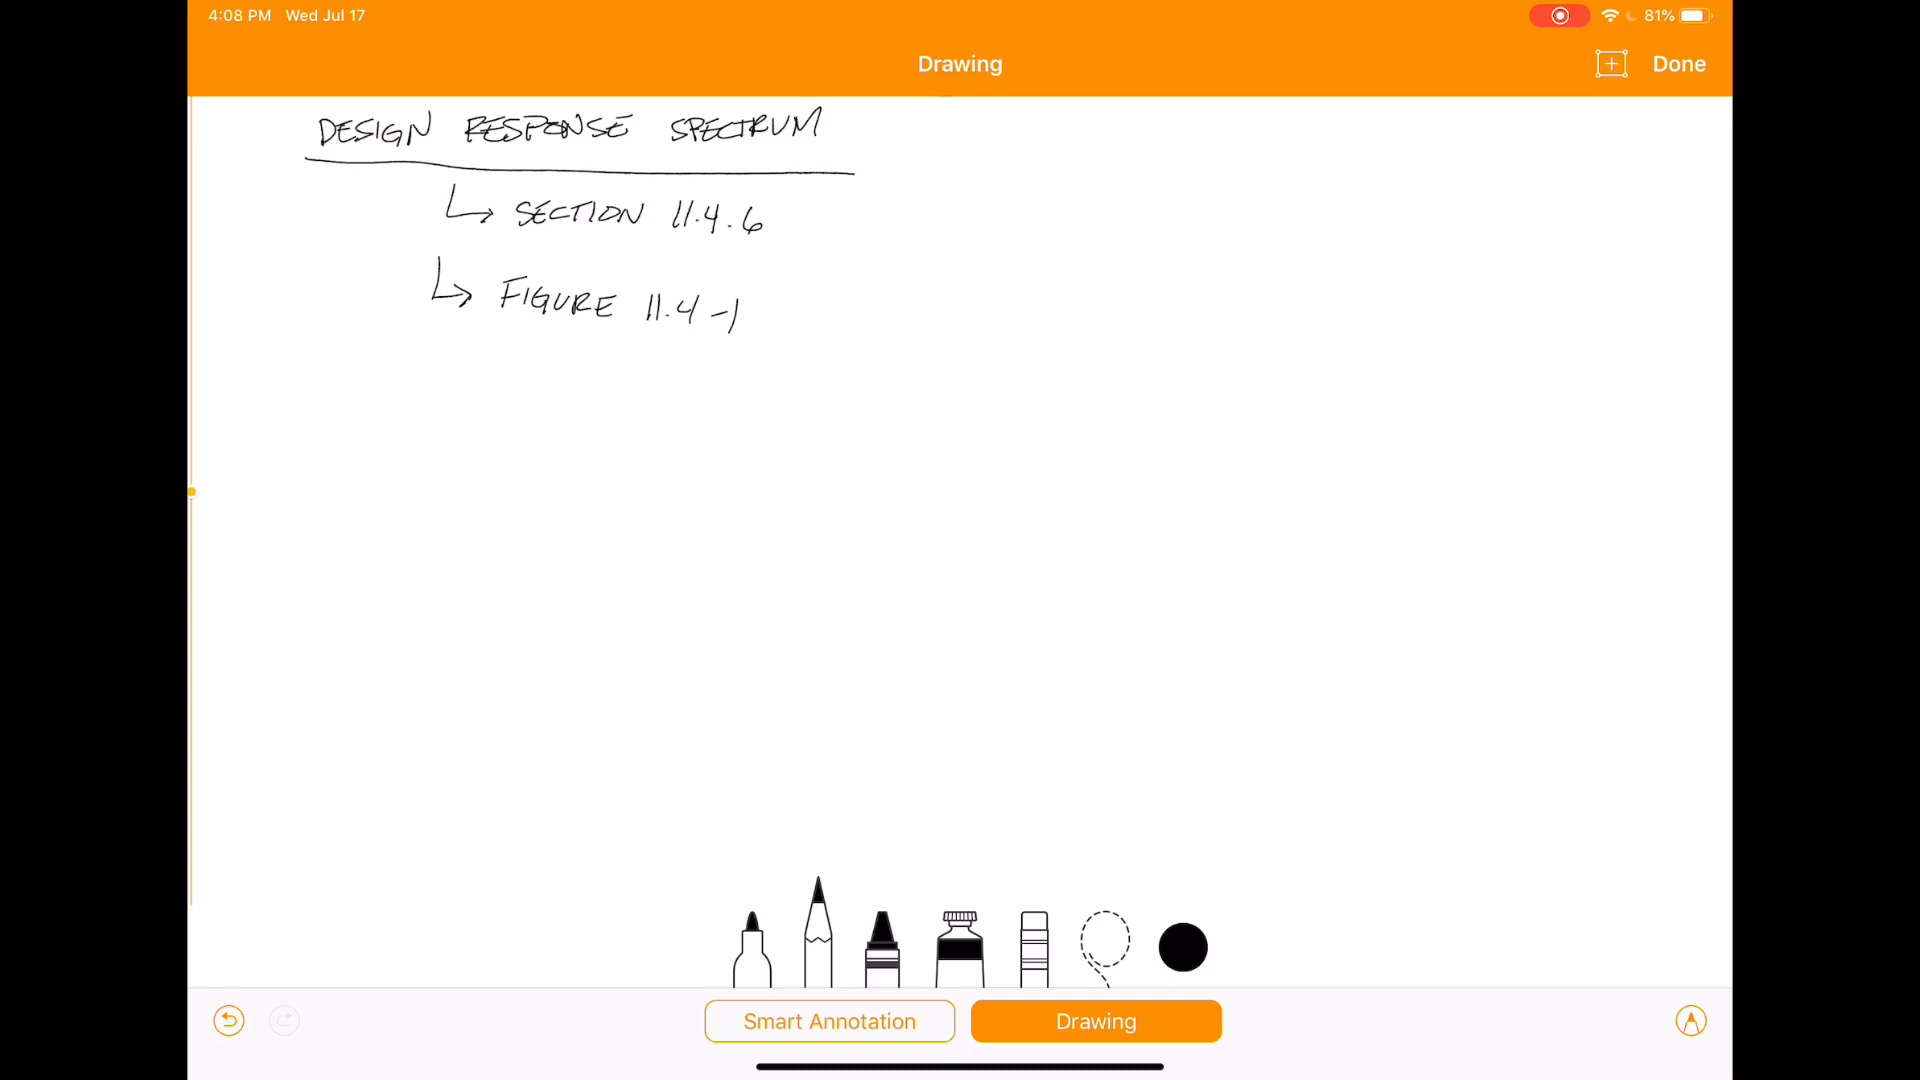 4:08 PM Wed Jul 17 81%
Drawing Done
DESIGN RESPONSE SPECTRUM
SECTION 11.4.6
FIGURE 11.4-1
Smart Annotation Drawing